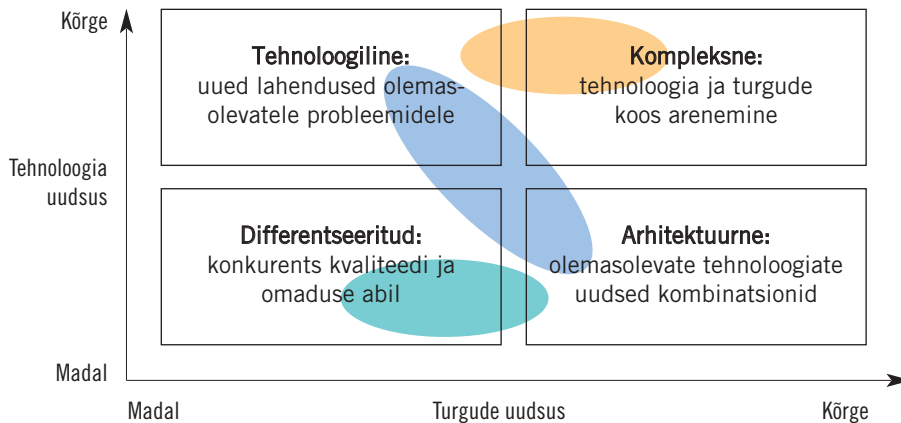 Kõrge
Tehnoloogiline:
uued lahendused olemas-
olevatele probleemidele
Kompleksne:
tehnoloogia ja turgude
koos arenemine
Tehnoloogia
uudsus
Differentseeritud:
konkurents kvaliteedi ja
omaduse abil
Arhitektuurne:
olemasolevate tehnoloogiate
uudsed kombinatsionid
Madal
Madal
Turgude uudsus
Kõrge